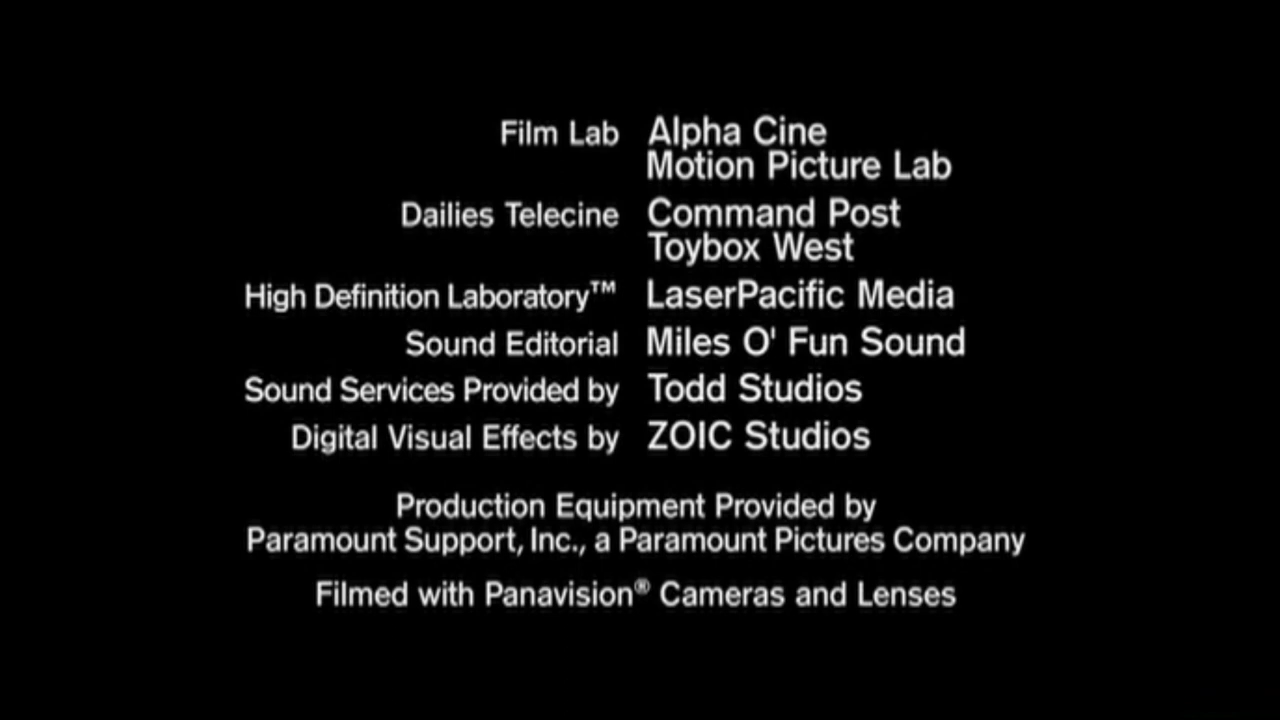 Film Lab Alpha Cine
Motion Picture Lab
Dailies Telecine Command Post
Toybox West
High Definition Laboratory™ LaserPacific Media
Sound Editorial Miles O' Fun Sound
Sound Services Provided by Todd Studios
Digital Visual Effects by ZOIC Studios
Production Equipment Provided by
Paramount Support, Inc., a Paramount Pictures Company
Filmed with Panavision® Cameras and Lenses